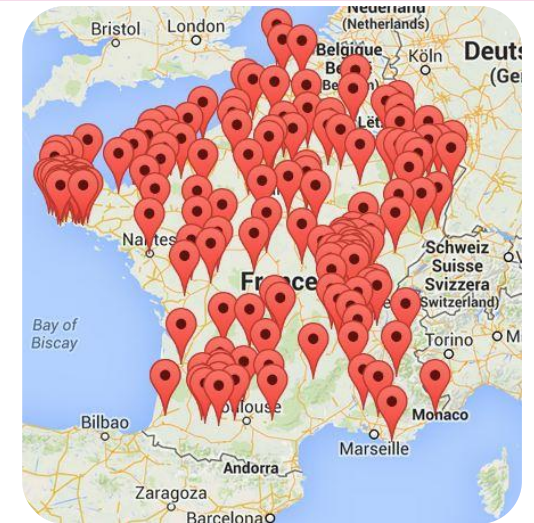 Nederland
(Netherlands)
Bristol
London
Belgique
Köln
Deuts
(Ge
Nantes
Schweiz
Suisse
Svizzera
(Switzerland)
France
Bay of
Biscay
Torino
M
Toulouse
Monaco
Bilbao
Marseille
Andorra
Zaragoza
Barcelona